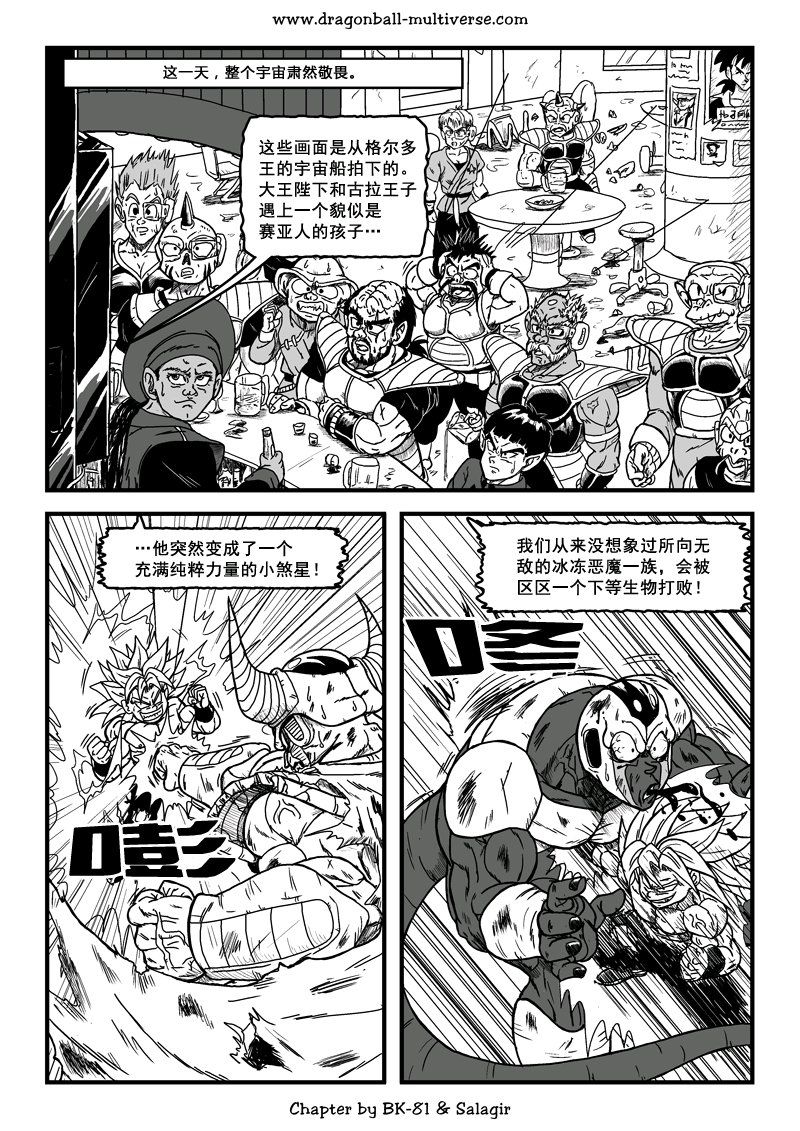 www.dragonball-multiverse.com
这一天，整个宇宙肃然敬畏。
这些画面是从格尔多
王的宇宙船拍下的。
大王陛下和古拉王子
遇上一个貌似是
赛亚人的孩子…
…他突然变成了一个
充满纯粹力量的小煞星！
嘭
我们从来没想象过所向无
敌的冰冻恶魔一族，会被
区区一个下等生物打败！
咚
Chapter by BK-81 & Salagir